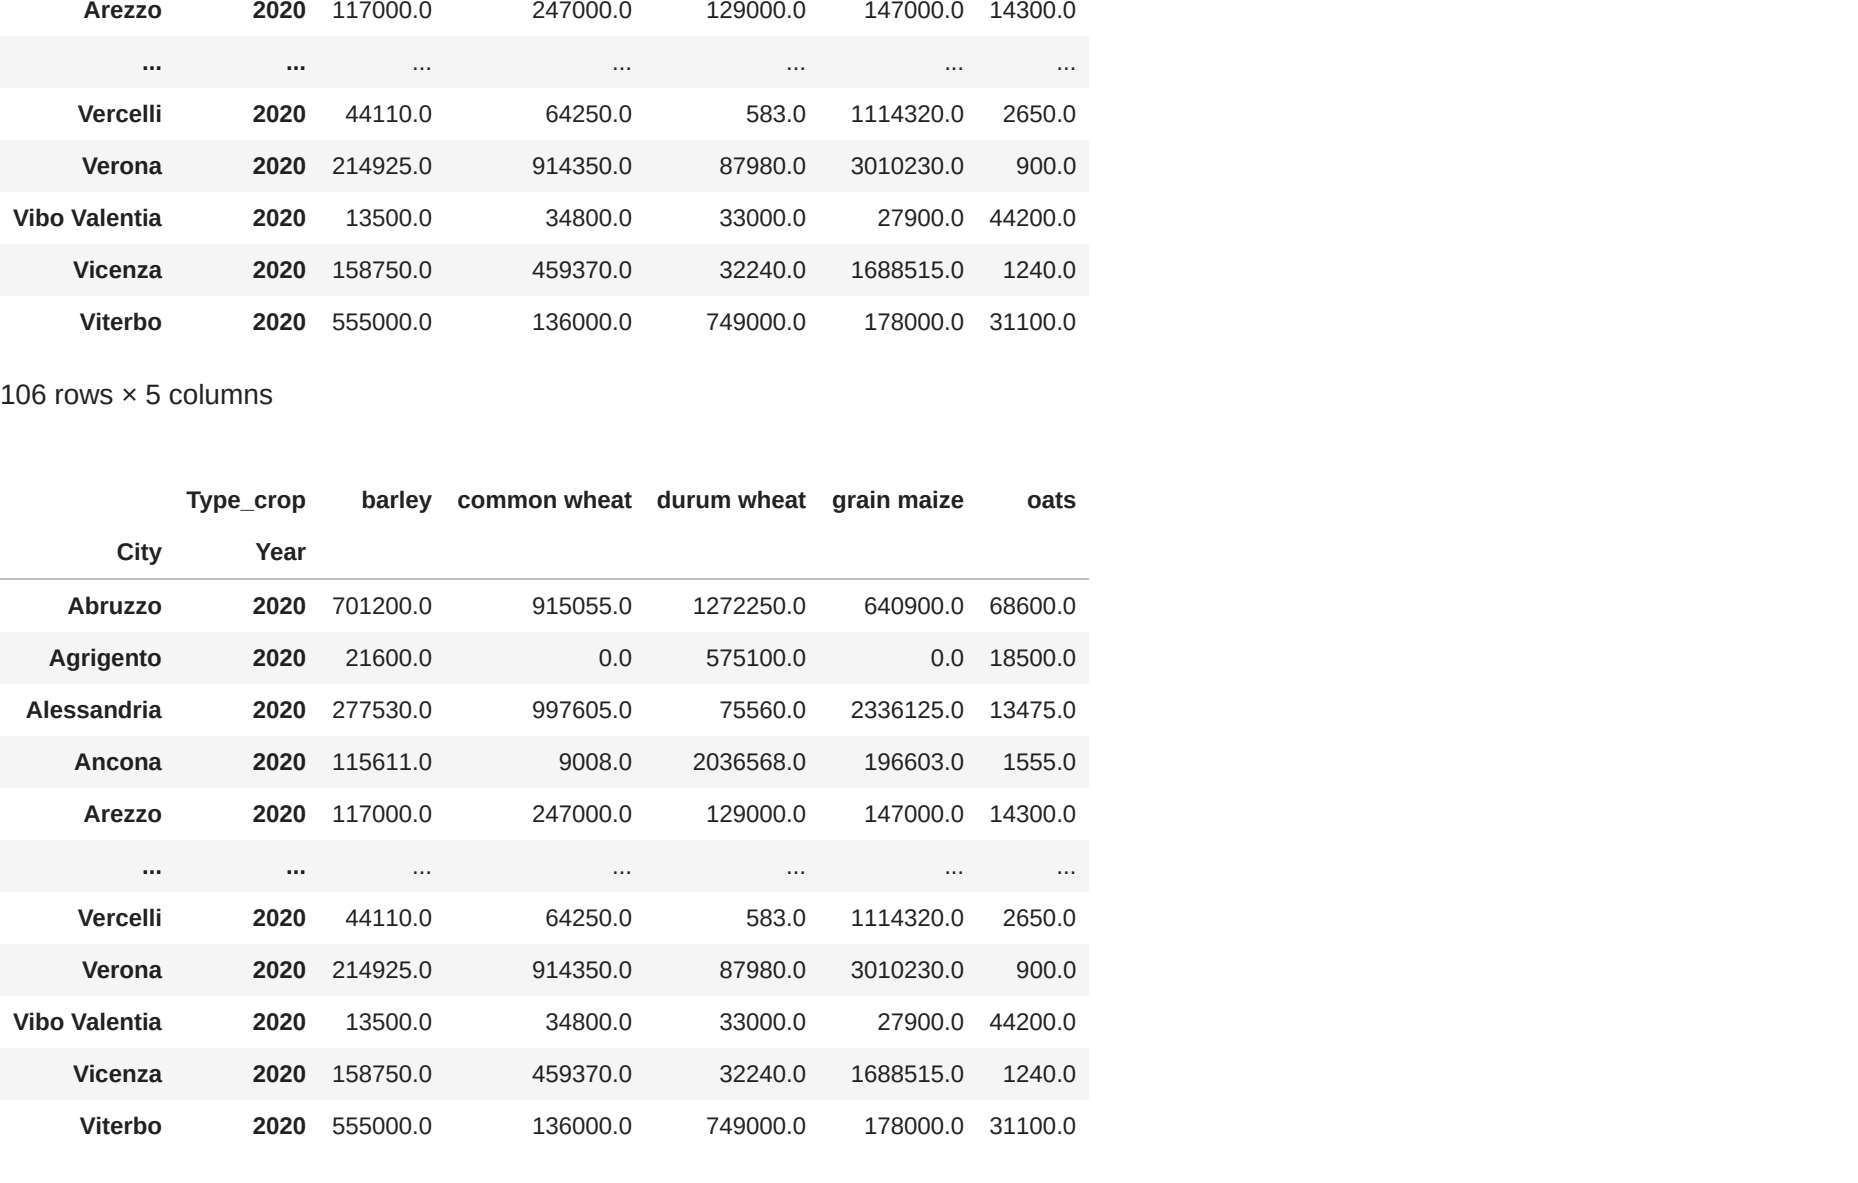 Arezzo 2020 117000.0 247000.0 129000.0 147000.0 14300.0
... ... ... ... ... ... ...
Vercelli 2020 44110.0 64250.0 583.0 1114320.0 2650.0
Verona 2020 214925.0 914350.0 87980.0 3010230.0 900.0
Vibo Valentia 2020 13500.0 34800.0 33000.0 27900.0 44200.0
Vicenza 2020 158750.0 459370.0 32240.0 1688515.0 1240.0
Viterbo 2020 555000.0 136000.0 749000.0 178000.0 31100.0
106 rows × 5 columns
Type_crop barley common wheat durum wheat grain maize oats
City Year
Abruzzo 2020 701200.0 915055.0 1272250.0 640900.0 68600.0
Agrigento 2020 21600.0 0.0 575100.0 0.0 18500.0
Alessandria 2020 277530.0 997605.0 75560.0 2336125.0 13475.0
Ancona 2020 115611.0 9008.0 2036568.0 196603.0 1555.0
Arezzo 2020 117000.0 247000.0 129000.0 147000.0 14300.0
... ... ... ... ... ... ...
Vercelli 2020 44110.0 64250.0 583.0 1114320.0 2650.0
Verona 2020 214925.0 914350.0 87980.0 3010230.0 900.0
Vibo Valentia 2020 13500.0 34800.0 33000.0 27900.0 44200.0
Vicenza 2020 158750.0 459370.0 32240.0 1688515.0 1240.0
Viterbo 2020 555000.0 136000.0 749000.0 178000.0 31100.0